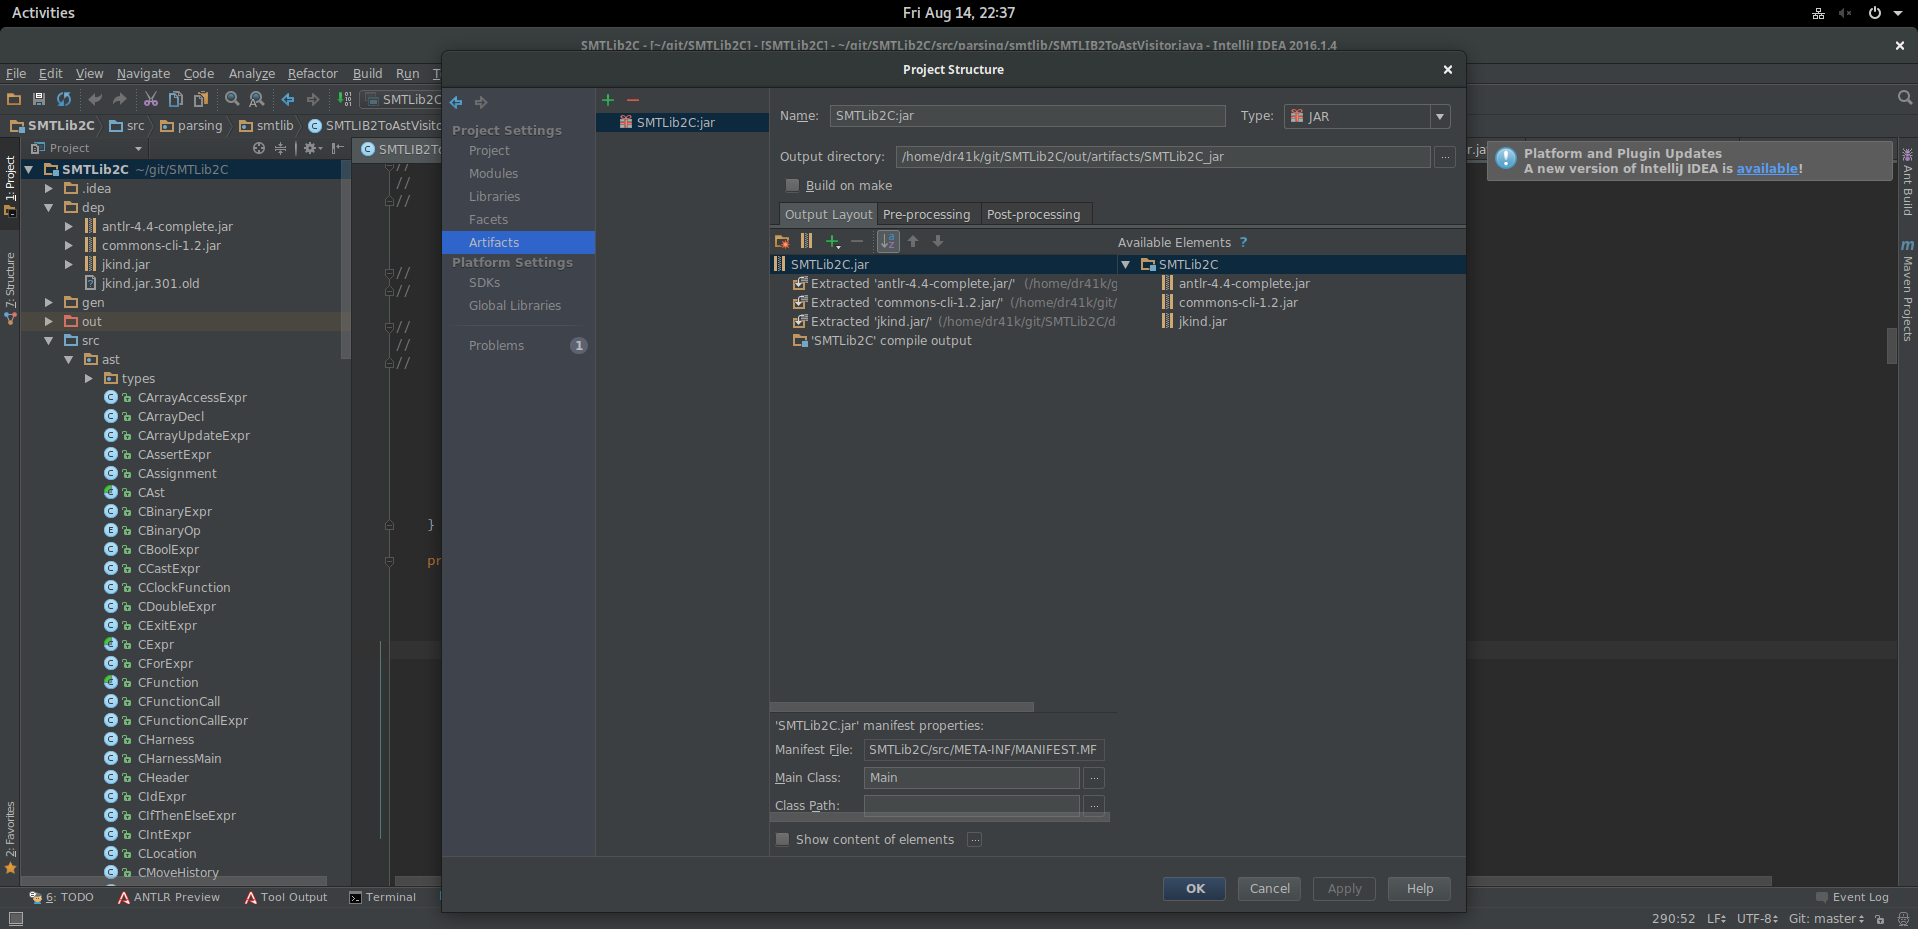 Activities
Fri Aug 14, 22:37
SMTLib2C - [~/git/SMTLib2C] - [SMTLib2C] - ~/git/SMTLib2C/src/parsing/smtlib/SMTLIB2ToAstVisitor.java - IntelliJ IDEA 2016.1.4
File Edit View Navigate Code Analyze Refactor Build Run
SMTLib2C
SMTLib2C src parsing smtlib SMTLIB2ToAstVisito
Project
SMTLIB2To
1: Project
7: Structure
2: Favorites
SMTLib2C ~/git/SMTLib2C
.idea
dep
antlr-4.4-complete.jar
commons-cli-1.2.jar
jkind.jar
jkind.jar.301.old
gen
out
src
ast
types
CArrayAccessExpr
CArrayDecl
CArrayUpdateExpr
CAssertExpr
CAssignment
CAst
CBinaryExpr
CBinaryOp
CBoolExpr
CCastExpr
CClockFunction
CDoubleExpr
CExitExpr
CExpr
CForExpr
CFunction
CFunctionCall
CFunctionCallExpr
CHarness
CHarnessMain
CHeader
CIdExpr
CIfThenElseExpr
CIntExpr
CLocation
CMoveHistory
//
//
//
//
//
//
//
//
}
pr
Project Structure
Project Settings
Project
Modules
Libraries
Facets
Artifacts
Platform Settings
SDKs
Global Libraries
Problems 1
SMTLib2C:jar
Name: SMTLib2C:jar
Type: JAR
Output directory: /home/dr41k/git/SMTLib2C/out/artifacts/SMTLib2C_jar ...
Build on make
Output Layout Pre-processing Post-processing
Available Elements ?
SMTLib2C.jar
Extracted 'antlr-4.4-complete.jar/' (/home/dr41k/g
Extracted 'commons-cli-1.2.jar/' (/home/dr41k/git/
Extracted 'jkind.jar/' (/home/dr41k/git/SMTLib2C/d
'SMTLib2C' compile output
SMTLib2C
antlr-4.4-complete.jar
commons-cli-1.2.jar
jkind.jar
'SMTLib2C.jar' manifest properties:
Manifest File: SMTLib2C/src/META-INF/MANIFEST.MF
Main Class: Main ...
Class Path: ...
Show content of elements ...
OK Cancel Apply Help
r.ja
Platform and Plugin Updates
A new version of IntelliJ IDEA is available!
Ant Build
Maven Projects
6: TODO ANTLR Preview Tool Output Terminal
Event Log
290:52 LF UTF-8 Git: master